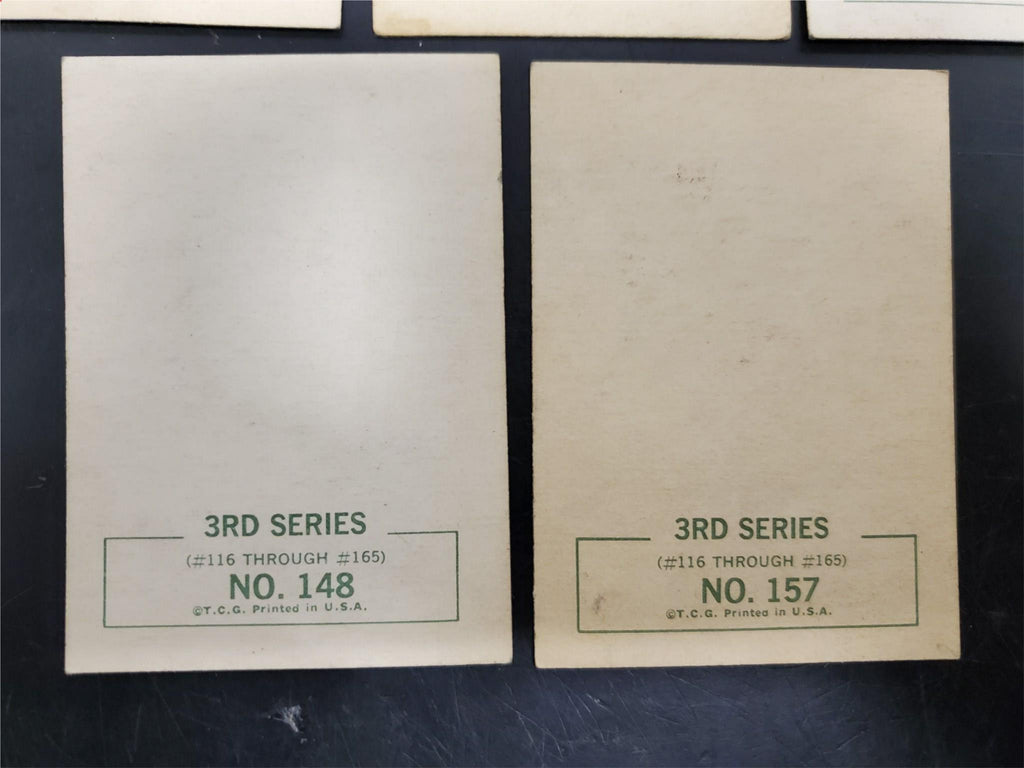 3RD SERIES
(#116 THROUGH #165)
NO. 148
©T.C.G. Printed in U.S.A.
3RD SERIES
(#116 THROUGH #165)
NO. 157
©T.C.G. Printed in U.S.A.